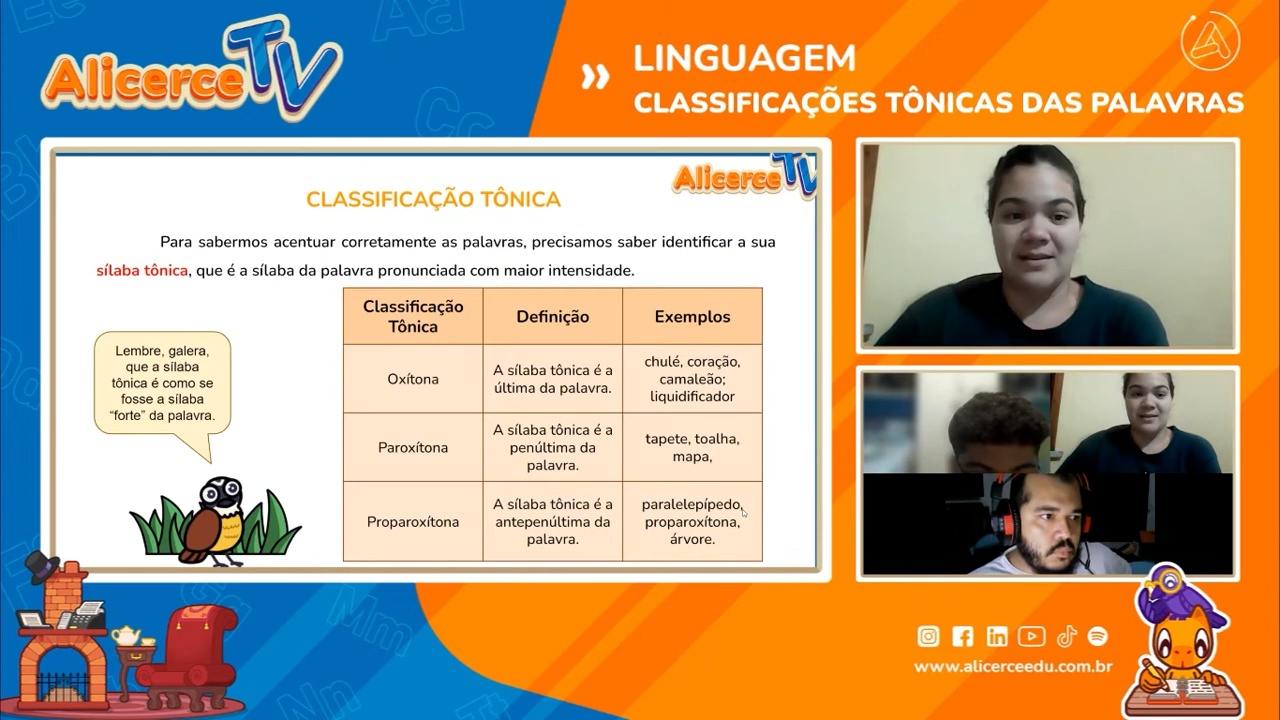 Alicerce TV
LINGUAGEM
CLASSIFICAÇÕES TÔNICAS DAS PALAVRAS
Alicerce TV
CLASSIFICAÇÃO TÔNICA
Para sabermos acentuar corretamente as palavras, precisamos saber identificar a sua
sílaba tônica, que é a sílaba da palavra pronunciada com maior intensidade.
Lembre, galera,
que a sílaba
tônica é como se
fosse a sílaba
“forte” da palavra.
Classificação
Tônica
Definição
Exemplos
Oxítona
A sílaba tônica é a
última da palavra.
chulé, coração,
camaleão;
liquidificador
Paroxítona
A sílaba tônica é a
penúltima da
palavra.
tapete, toalha,
mapa,
Proparoxítona
A sílaba tônica é a
antepenúltima da
palavra.
paralelepípedo,
proparoxítona,
árvore.
www.alicerceedu.com.br
Aa
Cc
Mm
Nn